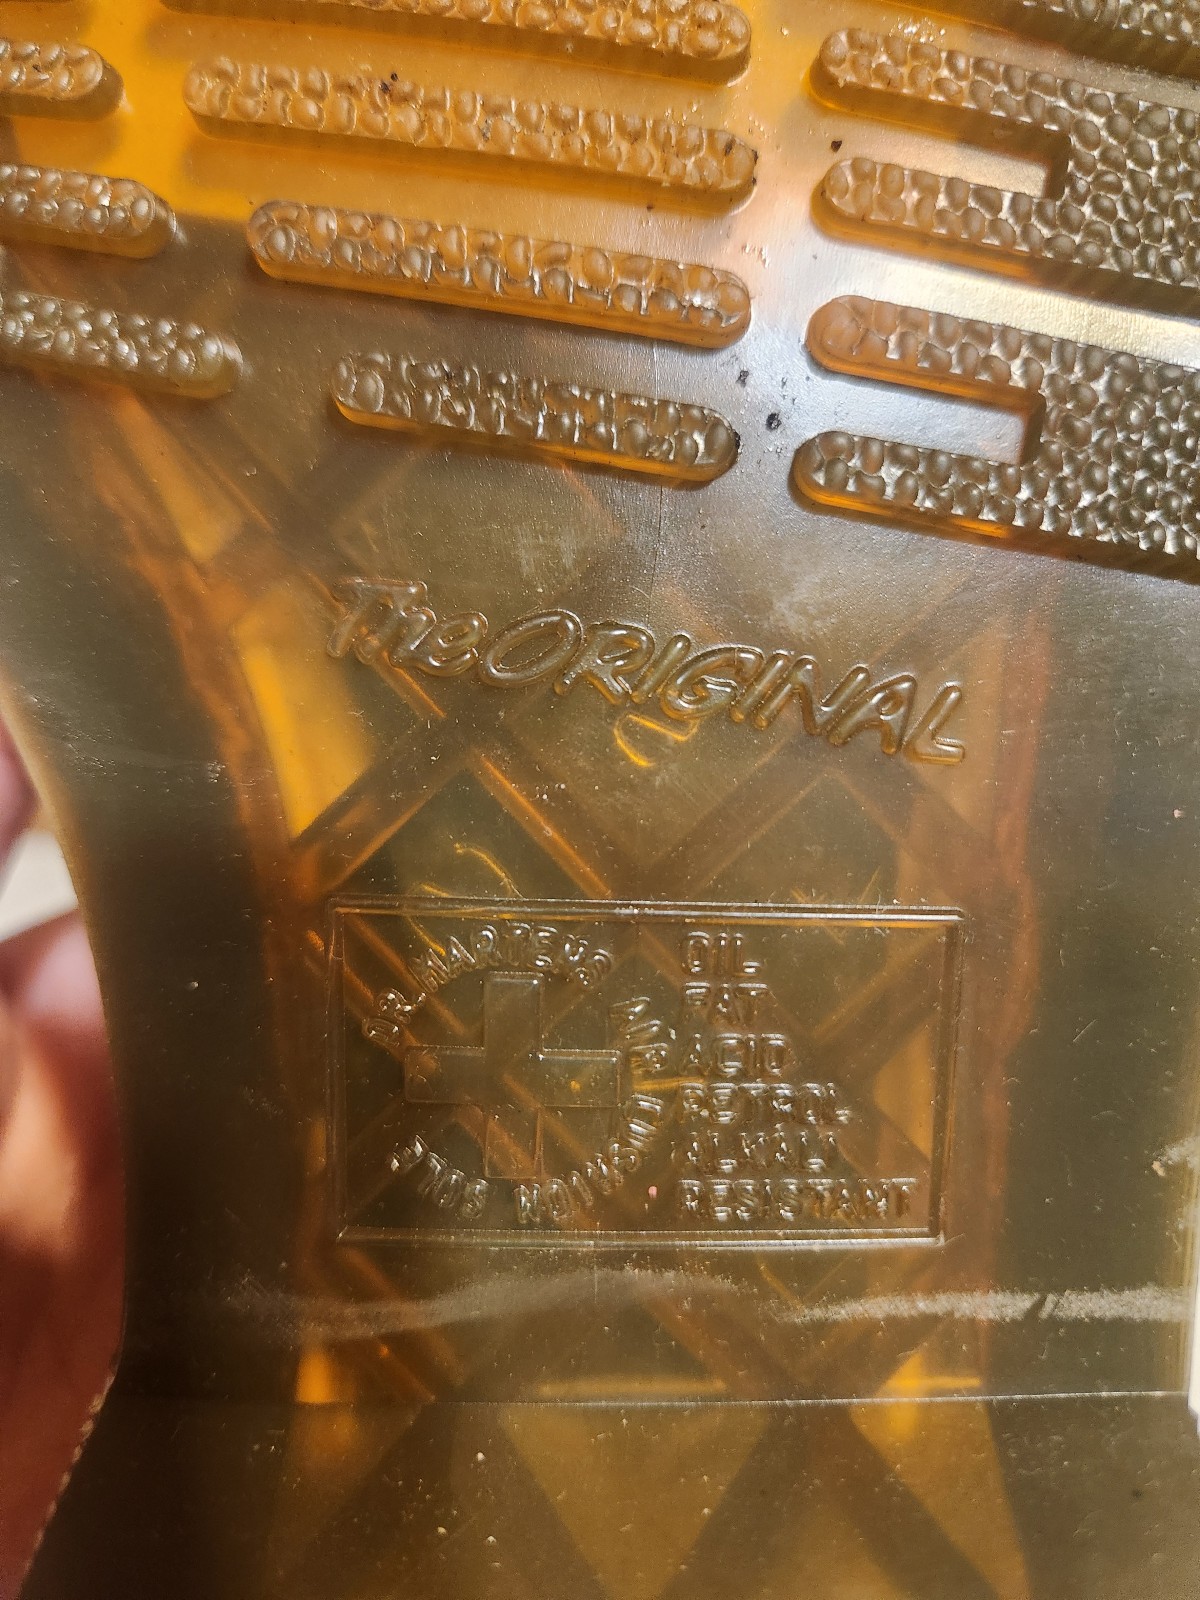 The ORIGINAL
DR. MARTENS AIR CUSHION SOLE
OIL
FAT
ACID
PETROL
ALKALI
RESISTANT